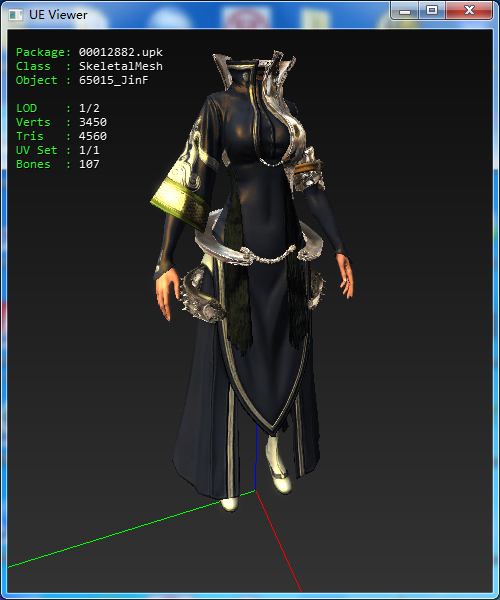 UE Viewer
Package: 00012882.upk
Class : SkeletalMesh
Object : 65015_JinF
LOD : 1/2
Verts : 3450
Tris : 4560
UV Set : 1/1
Bones : 107